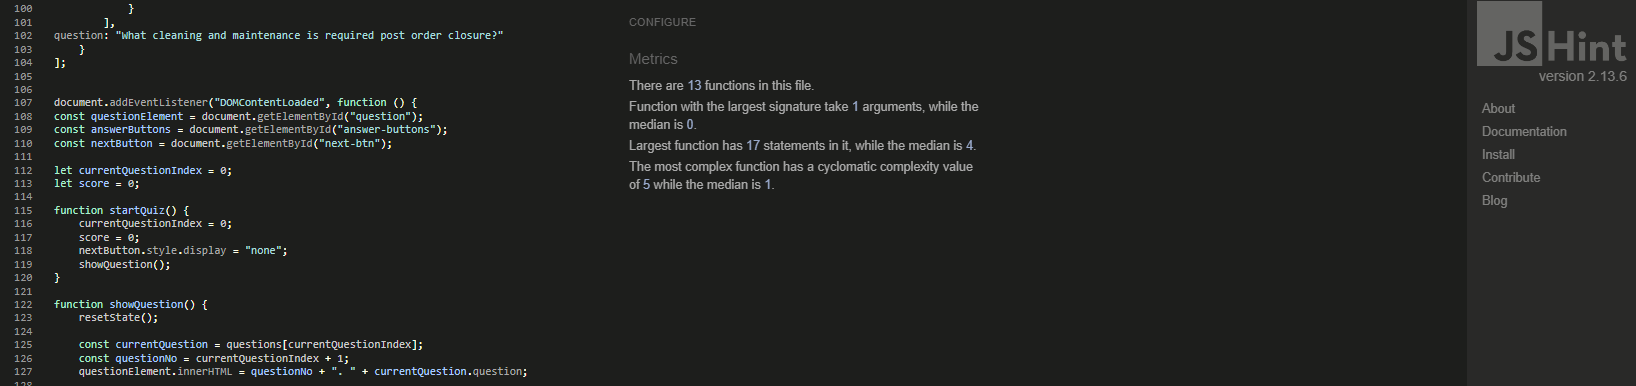 100 }
101 ],
102 question: "What cleaning and maintenance is required post order closure?"
103 }
104 ];
105
106
107 document.addEventListener("DOMContentLoaded", function () {
108 const questionElement = document.getElementById("question");
109 const answerButtons = document.getElementById("answer-buttons");
110 const nextButton = document.getElementById("next-btn");
111
112 let currentQuestionIndex = 0;
113 let score = 0;
114
115 function startQuiz() {
116 currentQuestionIndex = 0;
117 score = 0;
118 nextButton.style.display = "none";
119 showQuestion();
120 }
121
122 function showQuestion() {
123 resetState();
124
125 const currentQuestion = questions[currentQuestionIndex];
126 const questionNo = currentQuestionIndex + 1;
127 questionElement.innerHTML = questionNo + ". " + currentQuestion.question;
128
CONFIGURE
Metrics
There are 13 functions in this file.
Function with the largest signature take 1 arguments, while the
median is 0.
Largest function has 17 statements in it, while the median is 4.
The most complex function has a cyclomatic complexity value
of 5 while the median is 1.
JSHint
version 2.13.6
About
Documentation
Install
Contribute
Blog